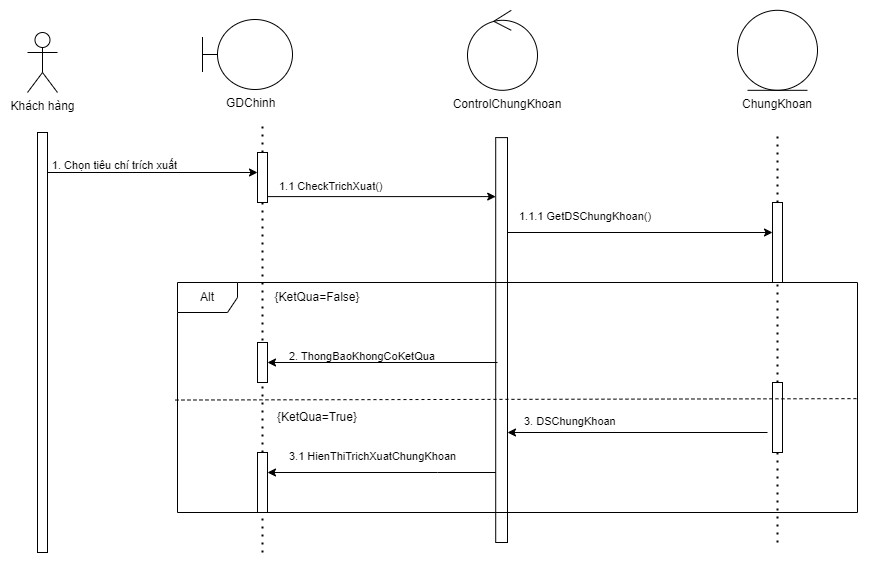 Khách hàng
GDChinh
ControlChungKhoan
ChungKhoan
1. Chọn tiêu chí trích xuất
1.1 CheckTrichXuat()
1.1.1 GetDSChungKhoan()
Alt
{KetQua=False}
2. ThongBaoKhongCoKetQua
{KetQua=True}
3. DSChungKhoan
3.1 HienThiTrichXuatChungKhoan